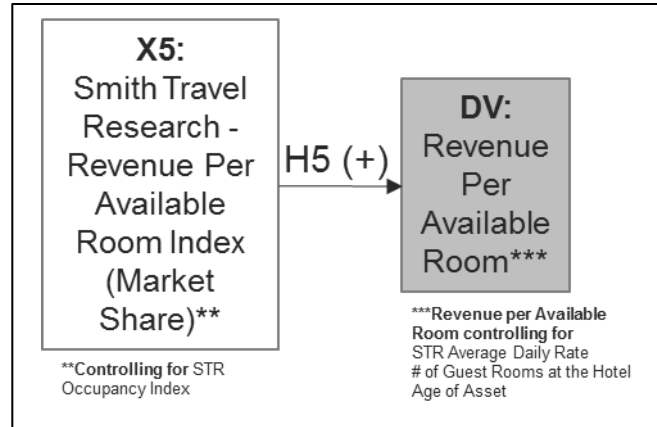 X5:
Smith Travel
Research -
Revenue Per
Available
Room Index
(Market
Share)**
H5 (+)
DV:
Revenue
Per
Available
Room***
**Controlling for STR
Occupancy Index
***Revenue per Available
Room controlling for
STR Average Daily Rate
# of Guest Rooms at the Hotel
Age of Asset